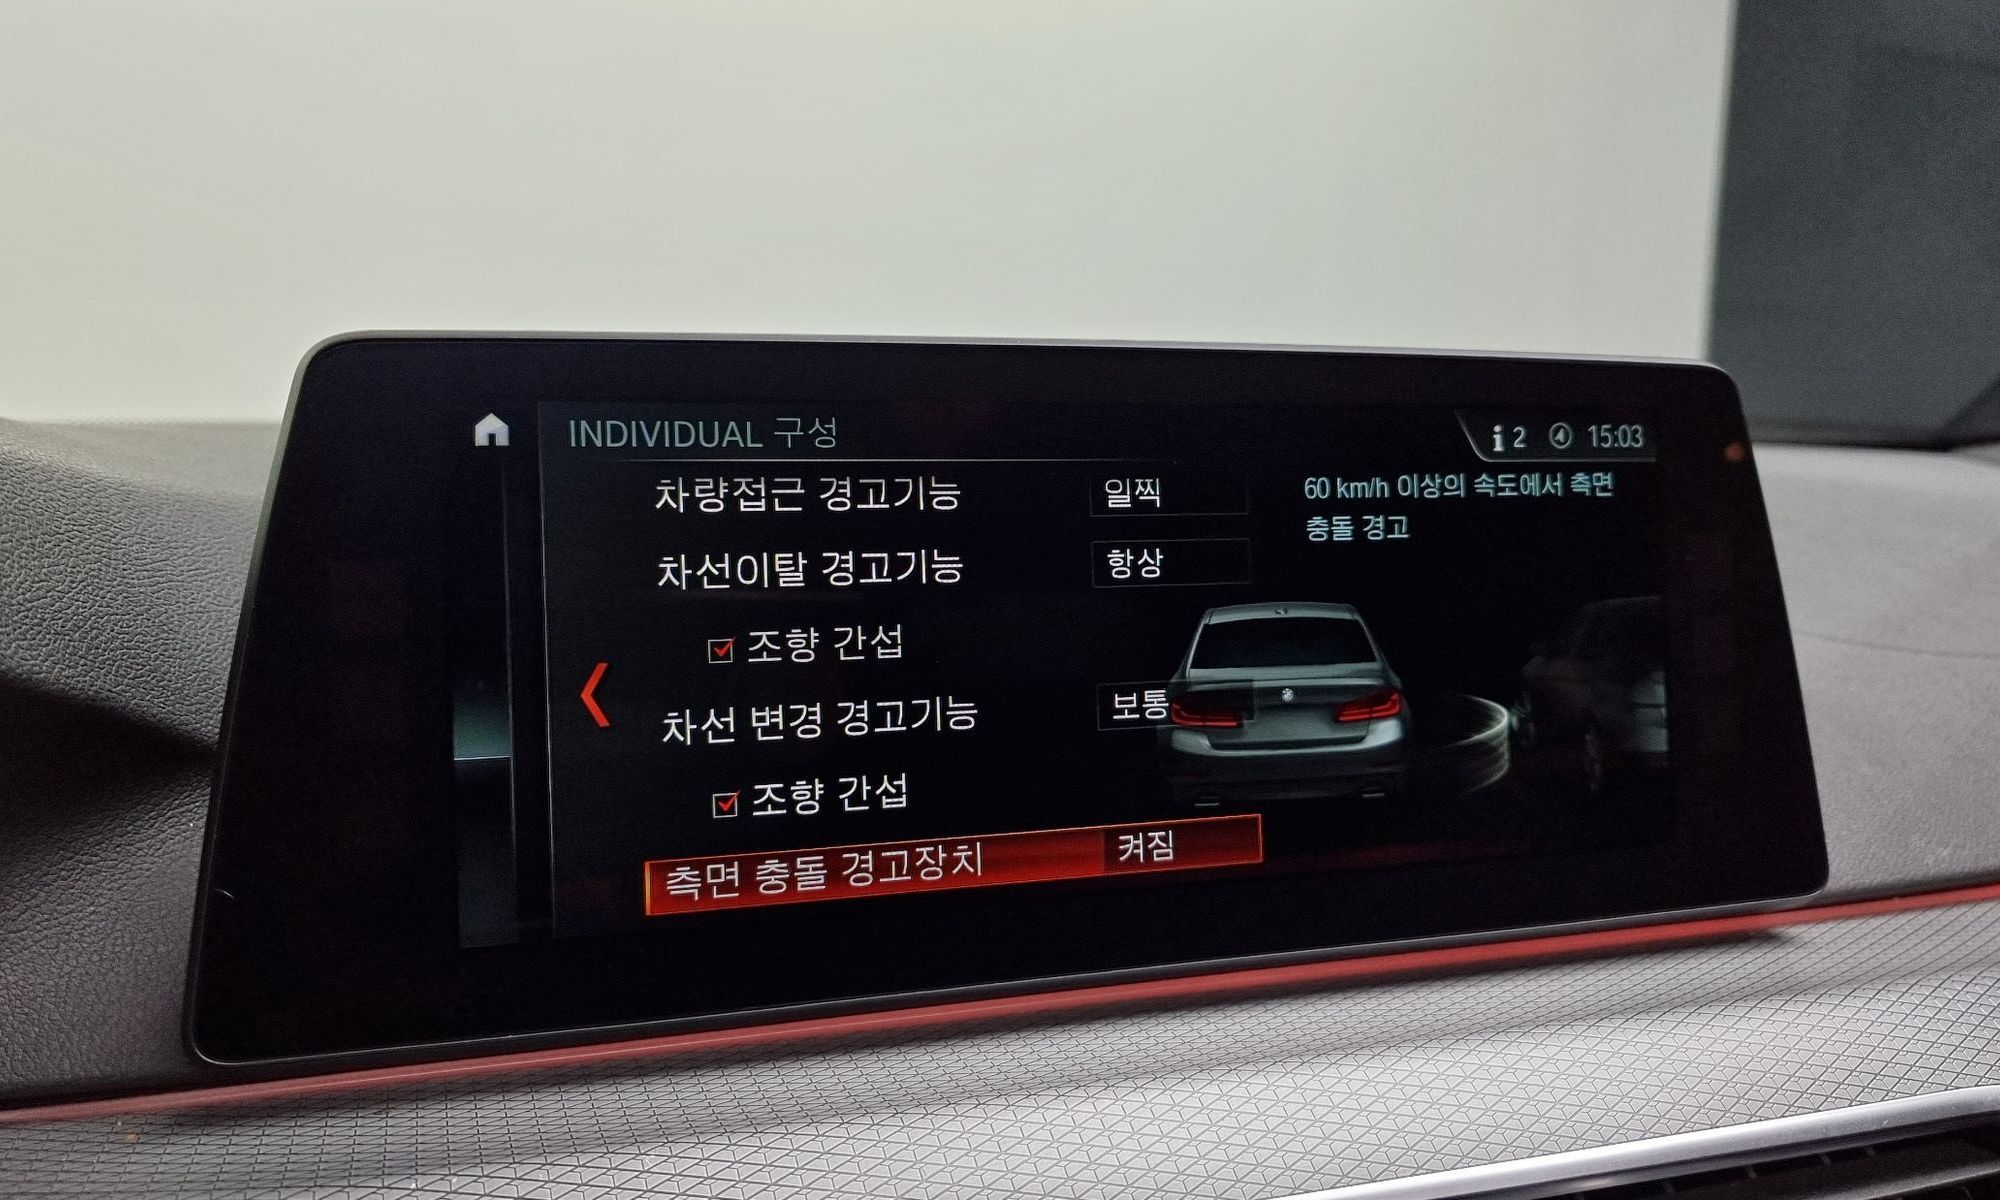 INDIVIDUAL 구성
i 2 15:03
차량접근 경고기능 일찍
차선이탈 경고기능 항상
조향 간섭
차선 변경 경고기능 보통
조향 간섭
측면 충돌 경고장치 켜짐
60 km/h 이상의 속도에서 측면
충돌 경고